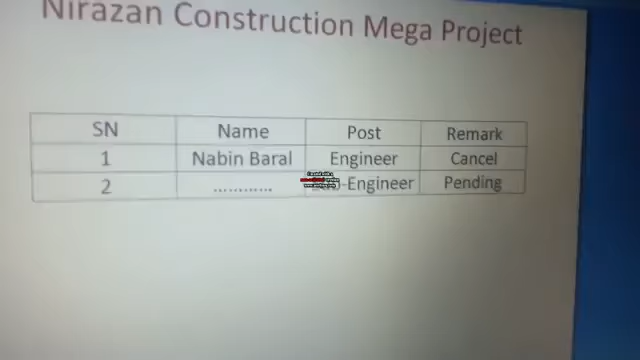 Nirazan Construction Mega Project
SN Name Post Remark
1 Nabin Baral Engineer Cancel
2 ............ -Engineer Pending